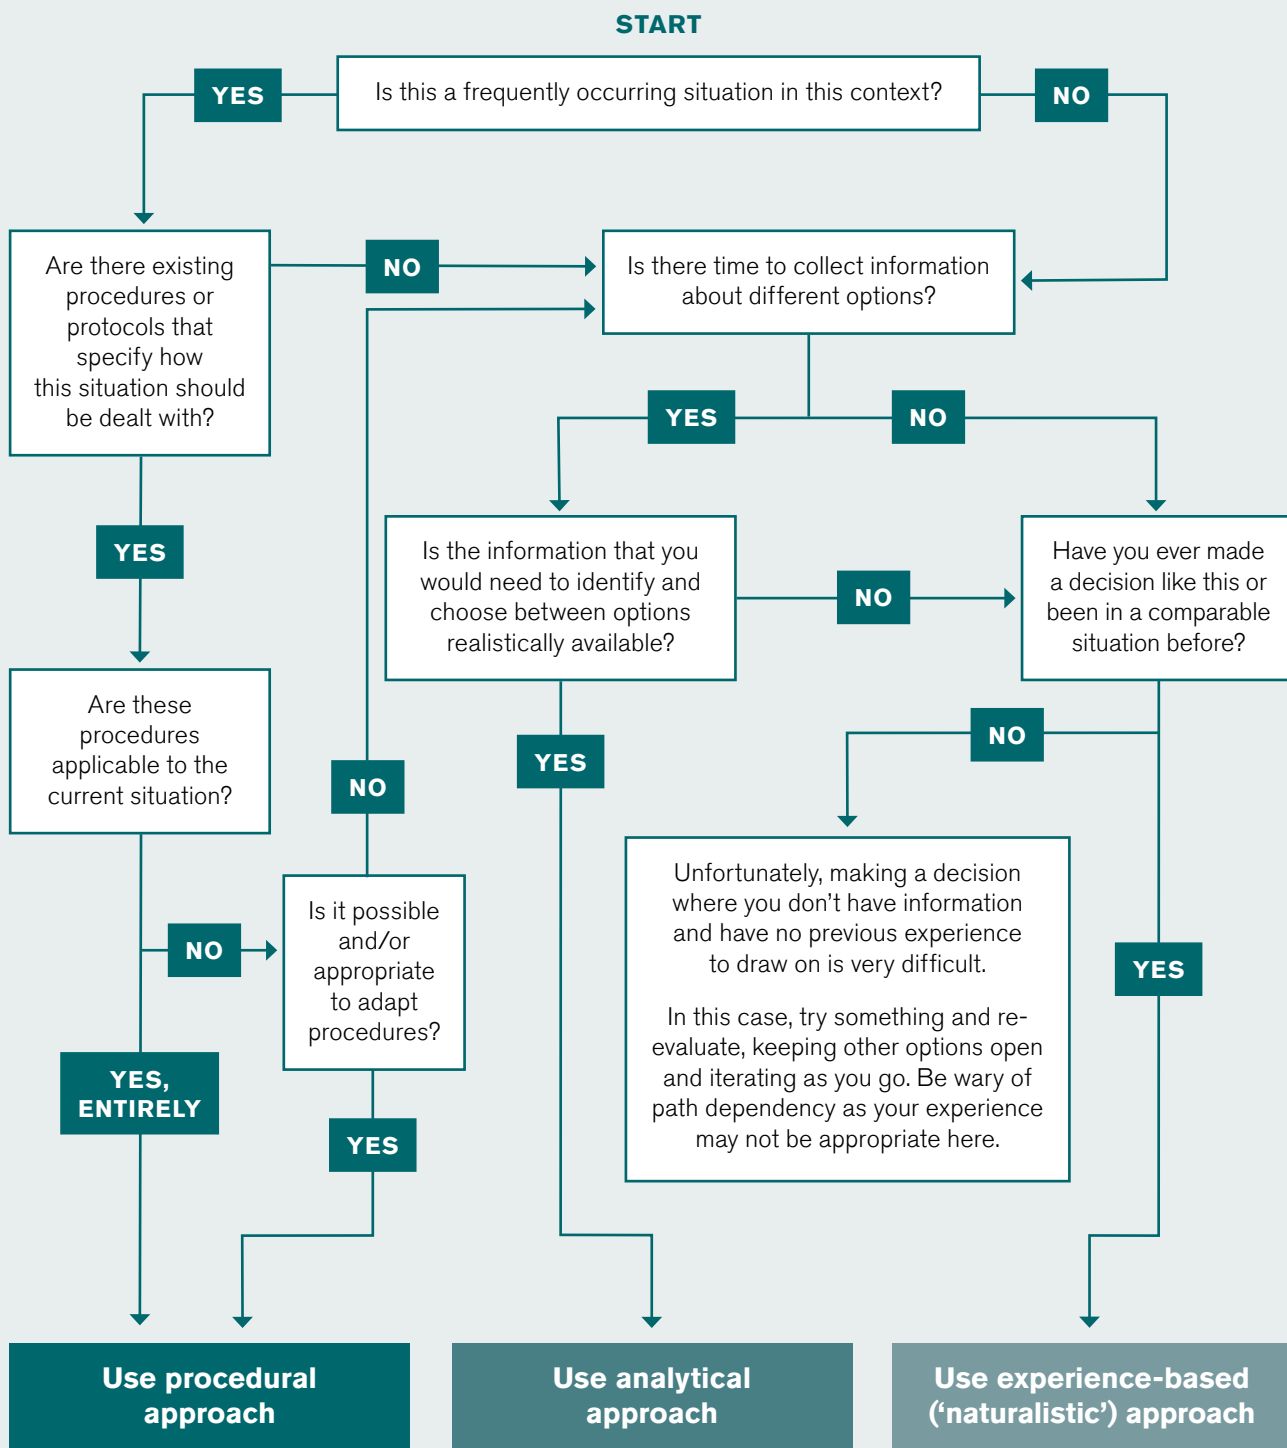 START
Is this a frequently occurring situation in this context?
YES
NO
Are there existing
procedures or
protocols that
specify how
this situation should
be dealt with?
NO
Is there time to collect information
about different options?
YES
NO
YES
Is the information that you
would need to identify and
choose between options
realistically available?
NO
Have you ever made
a decision like this or
been in a comparable
situation before?
Are these
procedures
applicable to the
current situation?
NO
YES
NO
Unfortunately, making a decision
where you don’t have information
and have no previous experience
to draw on is very difficult.
In this case, try something and re-
evaluate, keeping other options open
and iterating as you go. Be wary of
path dependency as your experience
may not be appropriate here.
NO
Is it possible
and/or
appropriate
to adapt
procedures?
YES
YES,
ENTIRELY
YES
Use procedural
approach
Use analytical
approach
Use experience-based
(‘naturalistic’) approach